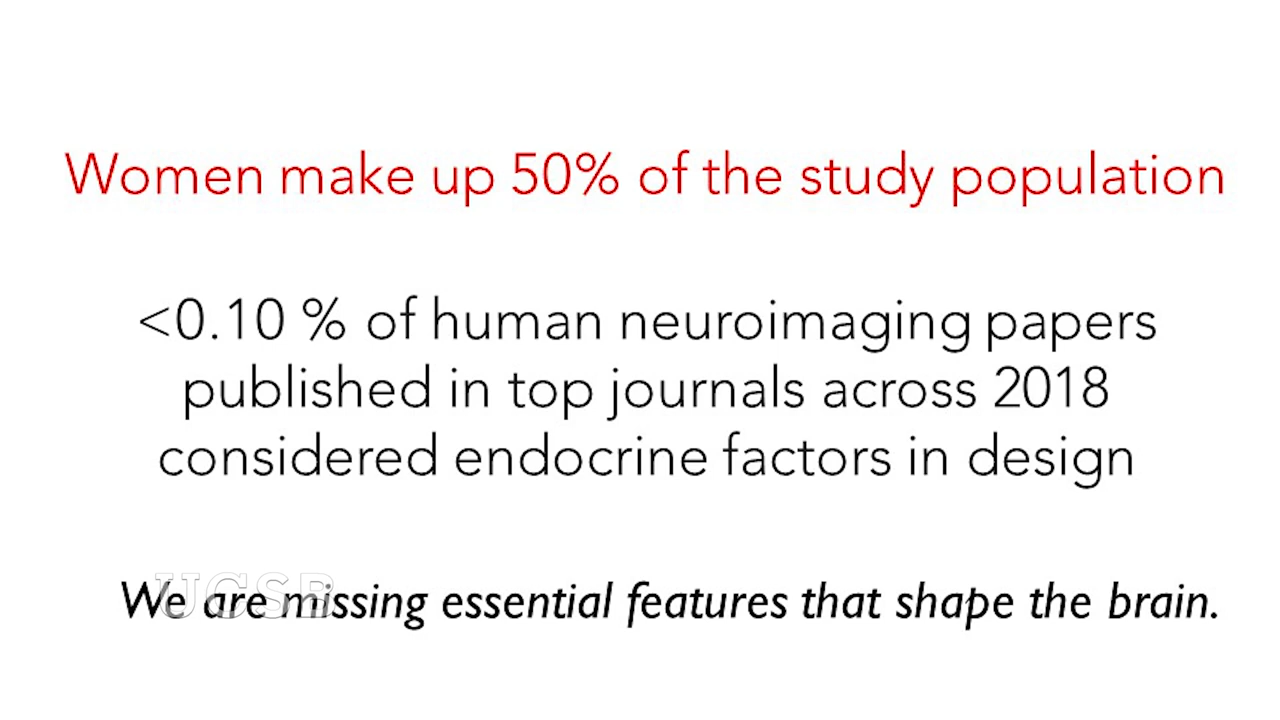 Women make up 50% of the study population
<0.10 % of human neuroimaging papers
published in top journals across 2018
considered endocrine factors in design
We are missing essential features that shape the brain.
UCSB